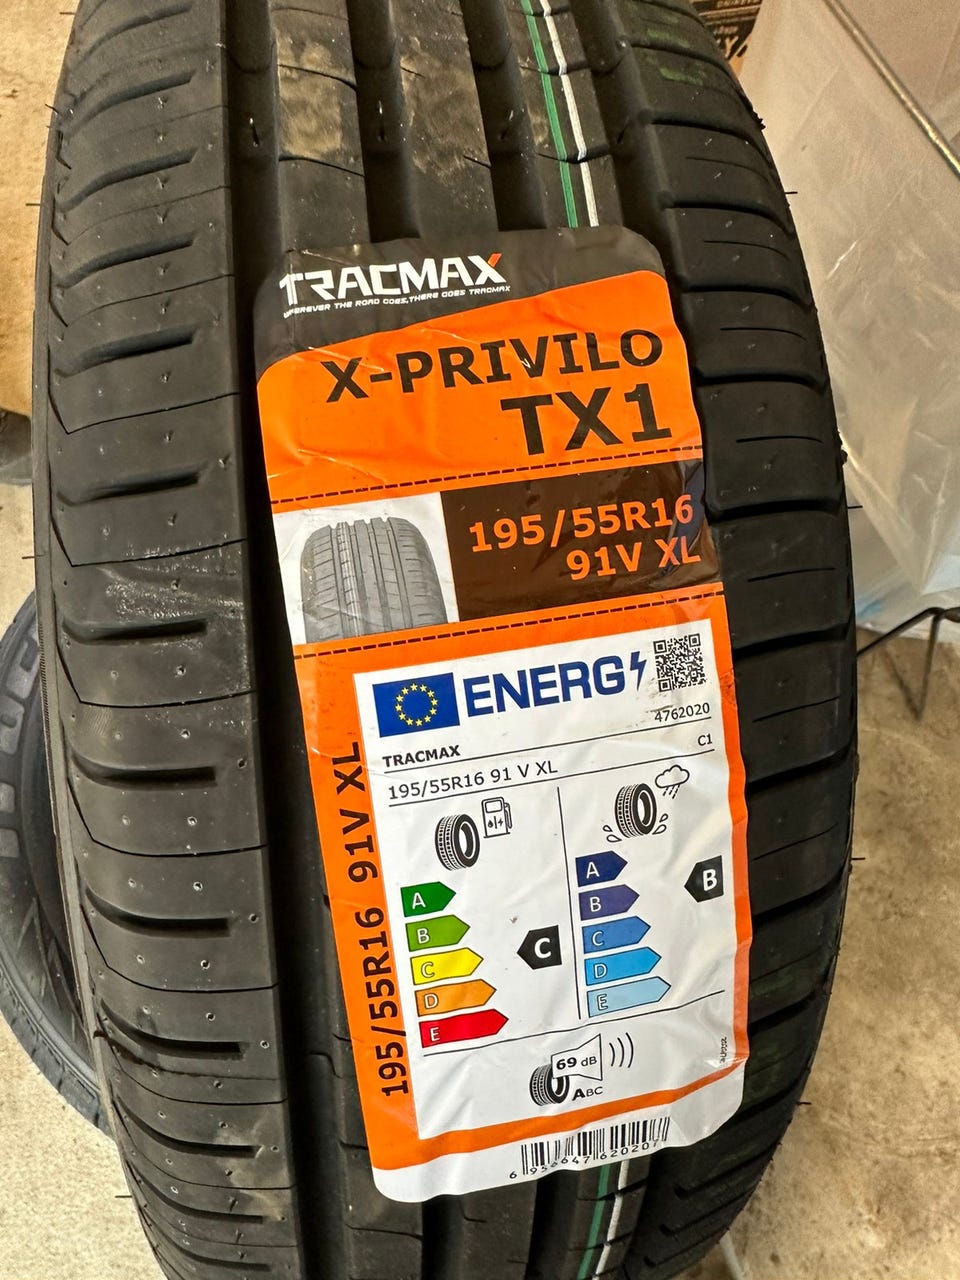 TRACMAX
WHEREVER THE ROAD GOES,THERE GOES TRACMAX
X-PRIVILO
TX1
195/55R16
91V XL
ENERG
4762020
TRACMAX
C1
195/55R16 91 V XL
A
B
C
D
E
C
A
B
C
D
E
B
69 dB
ABC
195/55R16 91V XL